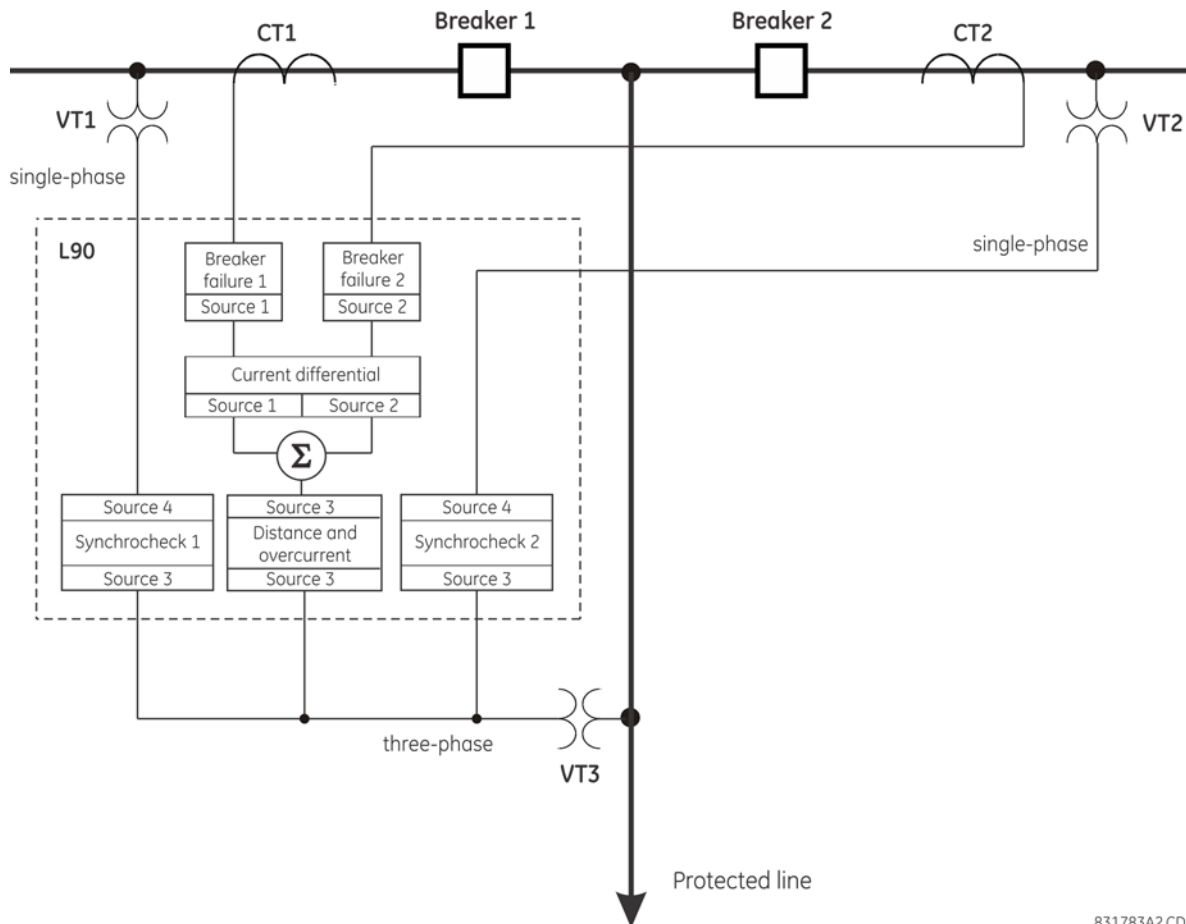 Breaker 1
Breaker 2
CT1
CT2
VT1
VT2
single-phase
L90
Breaker
failure 1
Source 1
Breaker
failure 2
Source 2
single-phase
Current differential
Source 1
Source 2
Σ
Source 4
Synchrocheck 1
Source 3
Source 3
Distance and
overcurrent
Source 3
Source 4
Synchrocheck 2
Source 3
three-phase
VT3
Protected line
831783A2.CD